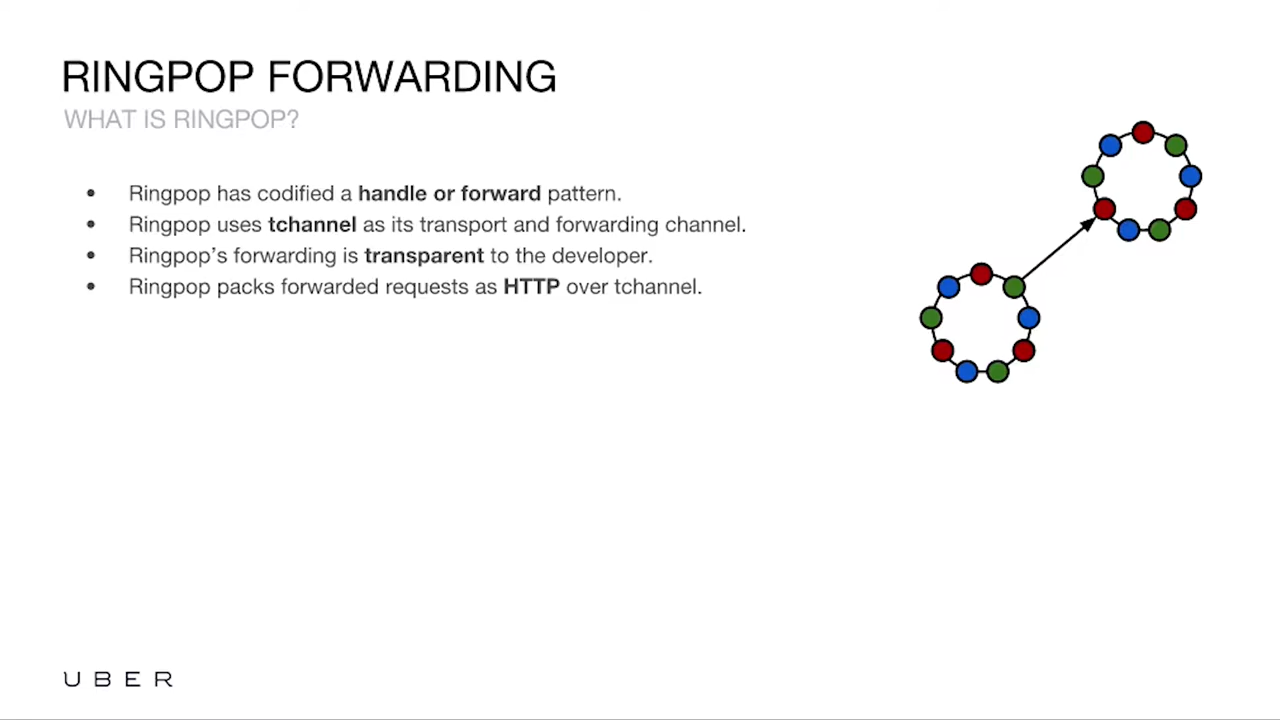 RINGPOP FORWARDING
WHAT IS RINGPOP?
• Ringpop has codified a handle or forward pattern.
• Ringpop uses tchannel as its transport and forwarding channel.
• Ringpop’s forwarding is transparent to the developer.
• Ringpop packs forwarded requests as HTTP over tchannel.
UBER